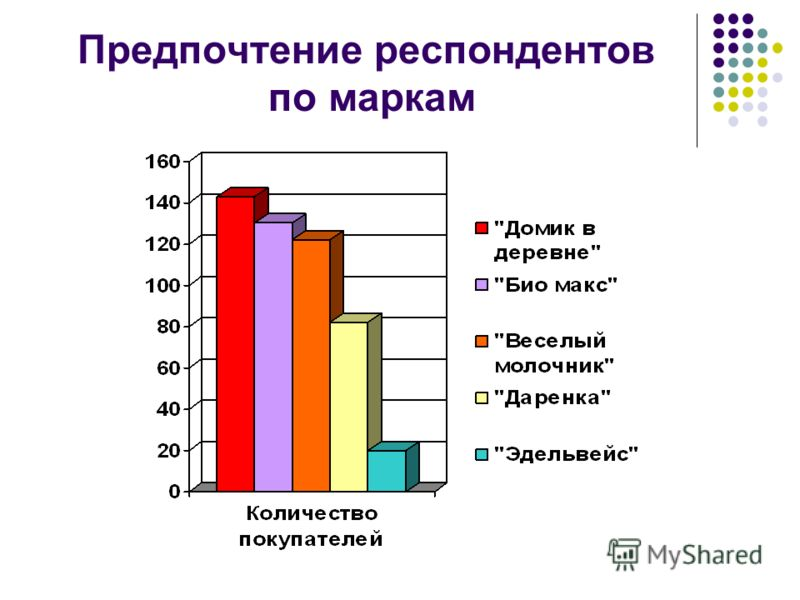 Предпочтение респондентов
по маркам
160
140
120
100
80
60
40
20
0
Количество
покупателей
"Домик в
деревне"
"Био макс"
"Веселый
молочник"
"Даренка"
"Эдельвейс"
MyShared